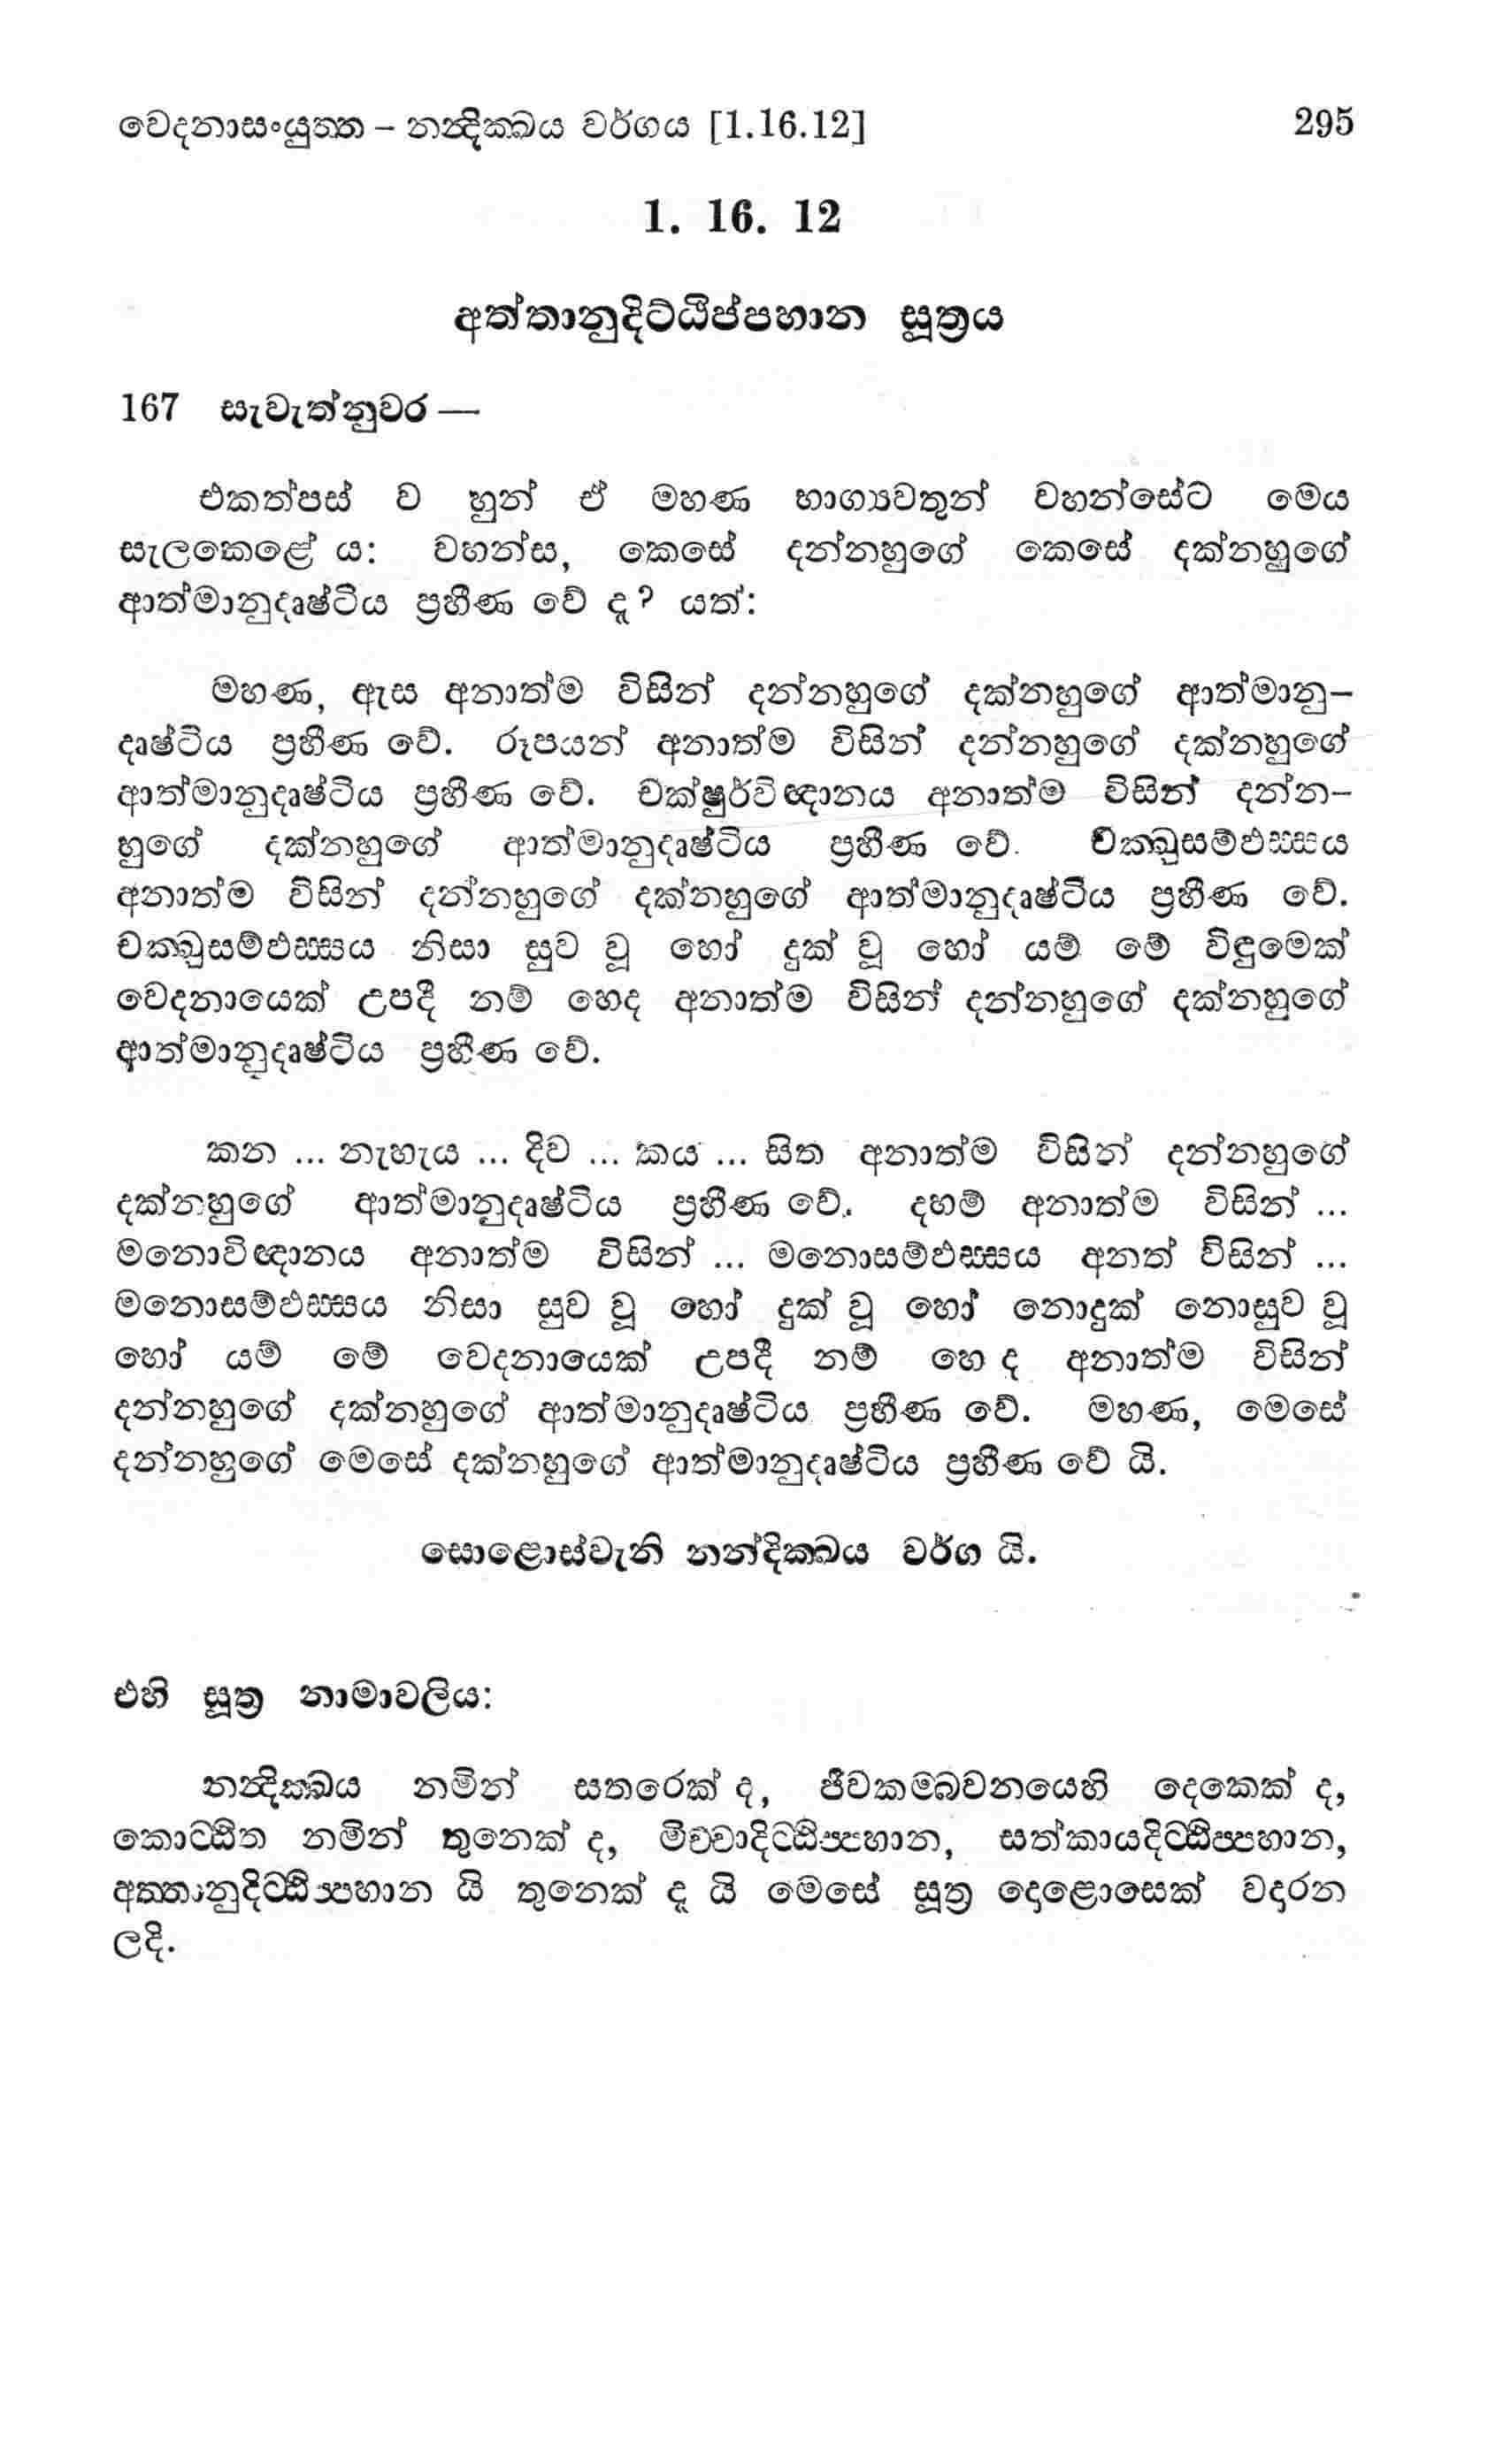 වෙදනාසංයුත්‍ත – නන්‍දික්‍ඛය වර්ගය [1.16.12] 295
1. 16. 12
අත්තානුදිට්ඨිප්පහාන සූත්‍රය
167 සැවැත්නුවර —
එකත්පස් ව හුන් ඒ මහණ භාග්‍යවතුන් වහන්සේට මෙය
සැලකෙළේ ය: වහන්ස, කෙසේ දන්නහුගේ කෙසේ දක්නහුගේ
ආත්මානුදෘෂ්ටිය ප්‍රහීණ වේ ද? යත්:
මහණ, ඇස අනාත්ම විසින් දන්නහුගේ දක්නහුගේ ආත්මානු–
දෘෂ්ටිය ප්‍රහීණ වේ. රූපයන් අනාත්ම විසින් දන්නහුගේ දක්නහුගේ
ආත්මානුදෘෂ්ටිය ප්‍රහීණ වේ. චක්ෂුර්විඥානය අනාත්ම විසින් දන්න–
හුගේ දක්නහුගේ ආත්මානුදෘෂ්ටිය ප්‍රහීණ වේ. චක්‍ඛුසම්ඵස්‍සය
අනාත්ම විසින් දන්නහුගේ දක්නහුගේ ආත්මානුදෘෂ්ටිය ප්‍රහීණ වේ.
චක්‍ඛුසම්ඵස්‍සය නිසා සුව වූ හෝ දුක් වූ හෝ යම් මේ විඳුමෙක්
වෙදනායෙක් උපදී නම් හෙද අනාත්ම විසින් දන්නහුගේ දක්නහුගේ
ආත්මානුදෘෂ්ටිය ප්‍රහීණ වේ.
කන ... නැහැය ... දිව ... කය ... සිත අනාත්ම විසින් දන්නහුගේ
දක්නහුගේ ආත්මානුදෘෂ්ටිය ප්‍රහීණ වේ. දහම් අනාත්ම විසින් ...
මනොවිඥානය අනාත්ම විසින් ... මනොසම්ඵස්‍සය අනත් විසින් ...
මනොසම්ඵස්‍සය නිසා සුව වූ හෝ දුක් වූ හෝ නොදුක් නොසුව වූ
හෝ යම් මේ වෙදනායෙක් උපදී නම් හෙ ද අනාත්ම විසින්
දන්නහුගේ දක්නහුගේ ආත්මානුදෘෂ්ටිය ප්‍රහීණ වේ. මහණ, මෙසේ
දන්නහුගේ මෙසේ දක්නහුගේ ආත්මානුදෘෂ්ටිය ප්‍රහීණ වේ යි.
සොළොස්වැනි නන්දික්‍ඛය වර්ග යි.
එහි සූත්‍ර නාමාවලිය:
නන්‍දික්‍ඛය නමින් සතරෙක් ද, ජීවකම්‍බවනයෙහි දෙකෙක් ද,
කොට්‍ඨිත නමින් තුනෙක් ද, මිච්ඡාදිට්‍ඨිප්‍පහාන, සත්කායදිට්‍ඨිප්‍පහාන,
අත්‍තානුදිට්‍ඨිප්‍පහාන යි තුනෙක් ද යි මෙසේ සූත්‍ර දෙළොසෙක් වදාරන
ලදි.